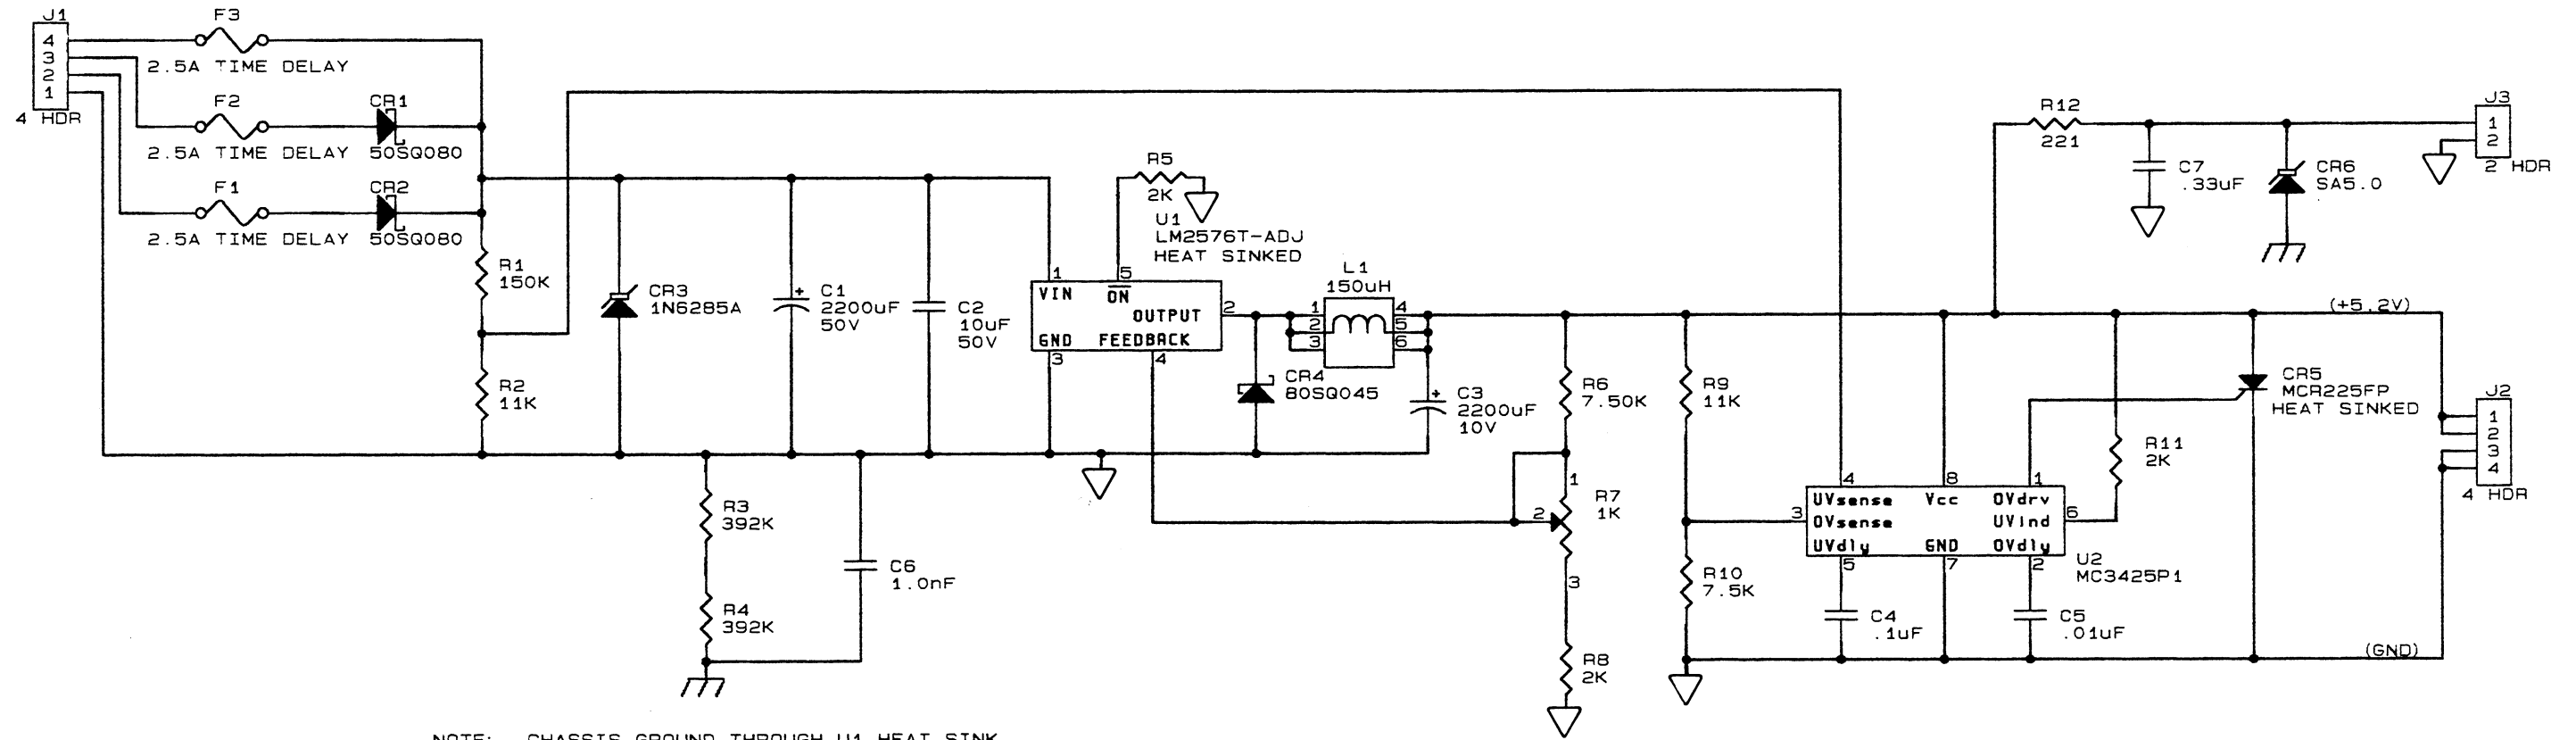 J1
4
3
2
1
4 HDR
F3
2.5A TIME DELAY
F2
2.5A TIME DELAY
CR1
50SQ080
F1
2.5A TIME DELAY
CR2
50SQ080
R1
150K
R2
11K
CR3
1N6285A
C1
2200uF
50V
+
C2
10uF
50V
R3
392K
R4
392K
C6
1.0nF
R5
2K
U1
LM2576T-ADJ
HEAT SINKED
1
5
VIN
ON
OUTPUT
2
GND
FEEDBACK
3
4
L1
150uH
1
2
3
4
5
6
CR4
80SQ045
+
C3
2200uF
10V
R6
7.50K
1
R7
1K
2
3
R8
2K
R9
11K
R10
7.5K
4
8
1
UVsense
Vcc
OVdrv
3
OVsense
UVind
6
UVdly
GND
OVdly
5
7
2
U2
MC3425P1
C4
.1uF
C5
.01uF
R11
2K
R12
221
C7
.33uF
CR6
SA5.0
J3
1
2
2 HDR
(+5.2V)
CR5
MCR225FP
HEAT SINKED
J2
1
2
3
4
4 HDR
(GND)
NOTE: CHASSIS GROUND THROUGH U1 HEAT SINK